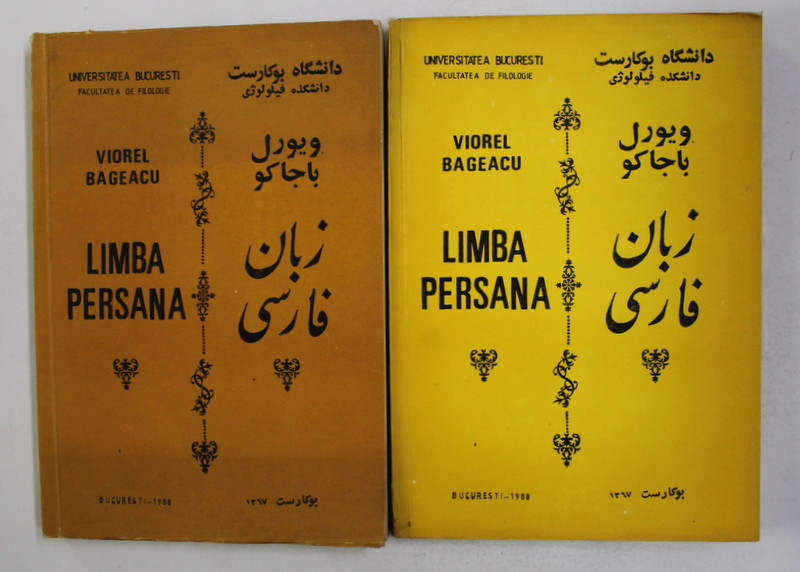 UNIVERSITATEA BUCURESTI
FACULTATEA DE FILOLOGIE
دانشگاه بوکارست
دانشکده فیلولوژی
VIOREL
BAGEACU
ویورل
باجاکو
LIMBA
PERSANA
زبان
فارسی
BUCURESTI-1988
بوکارست ۱۳۶۷
UNIVERSITATEA BUCURESTI
FACULTATEA DE FILOLOGIE
دانشگاه بوکارست
دانشکده فیلولوژی
VIOREL
BAGEACU
ویورل
باجاکو
LIMBA
PERSANA
زبان
فارسی
BUCURESTI-1988
بوکارست ۱۳۶۷